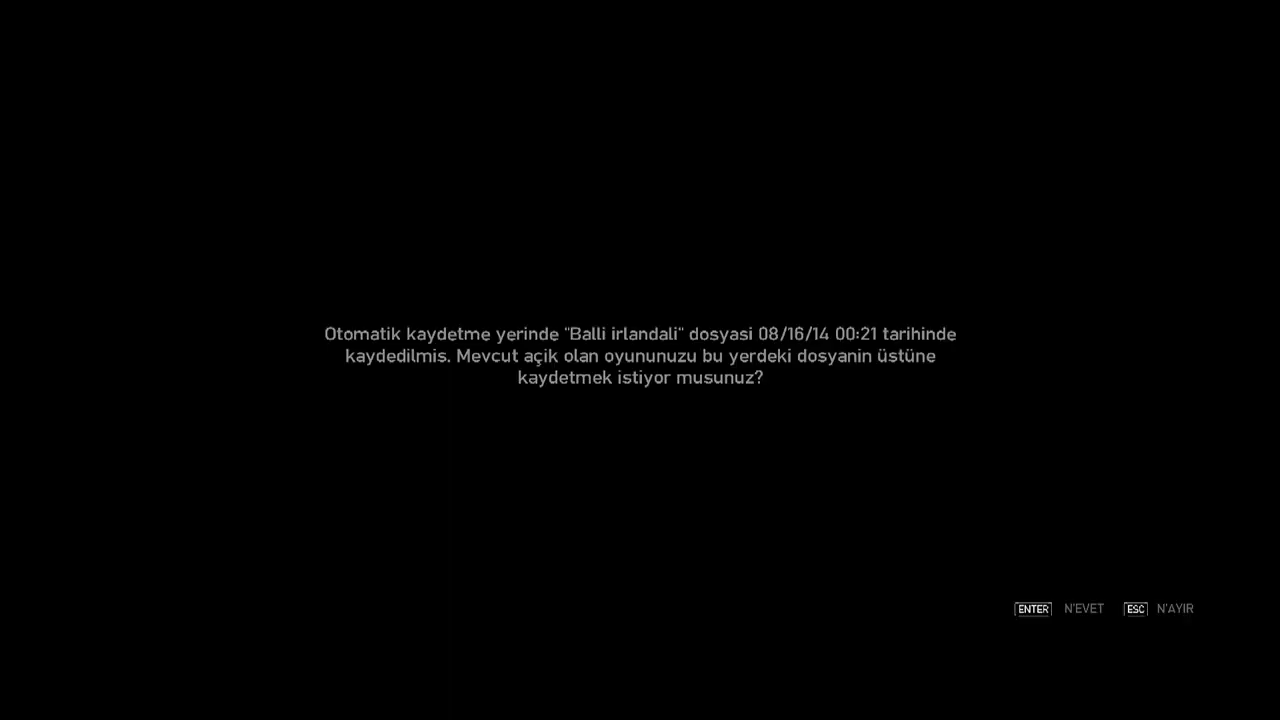 Otomatik kaydetme yerinde "Balli irlandali" dosyasi 08/16/14 00:21 tarihinde
kaydedilmis. Mevcut açik olan oyununuzu bu yerdeki dosyanin üstüne
kaydetmek istiyor musunuz?
ENTER N'EVET ESC N'AYIR